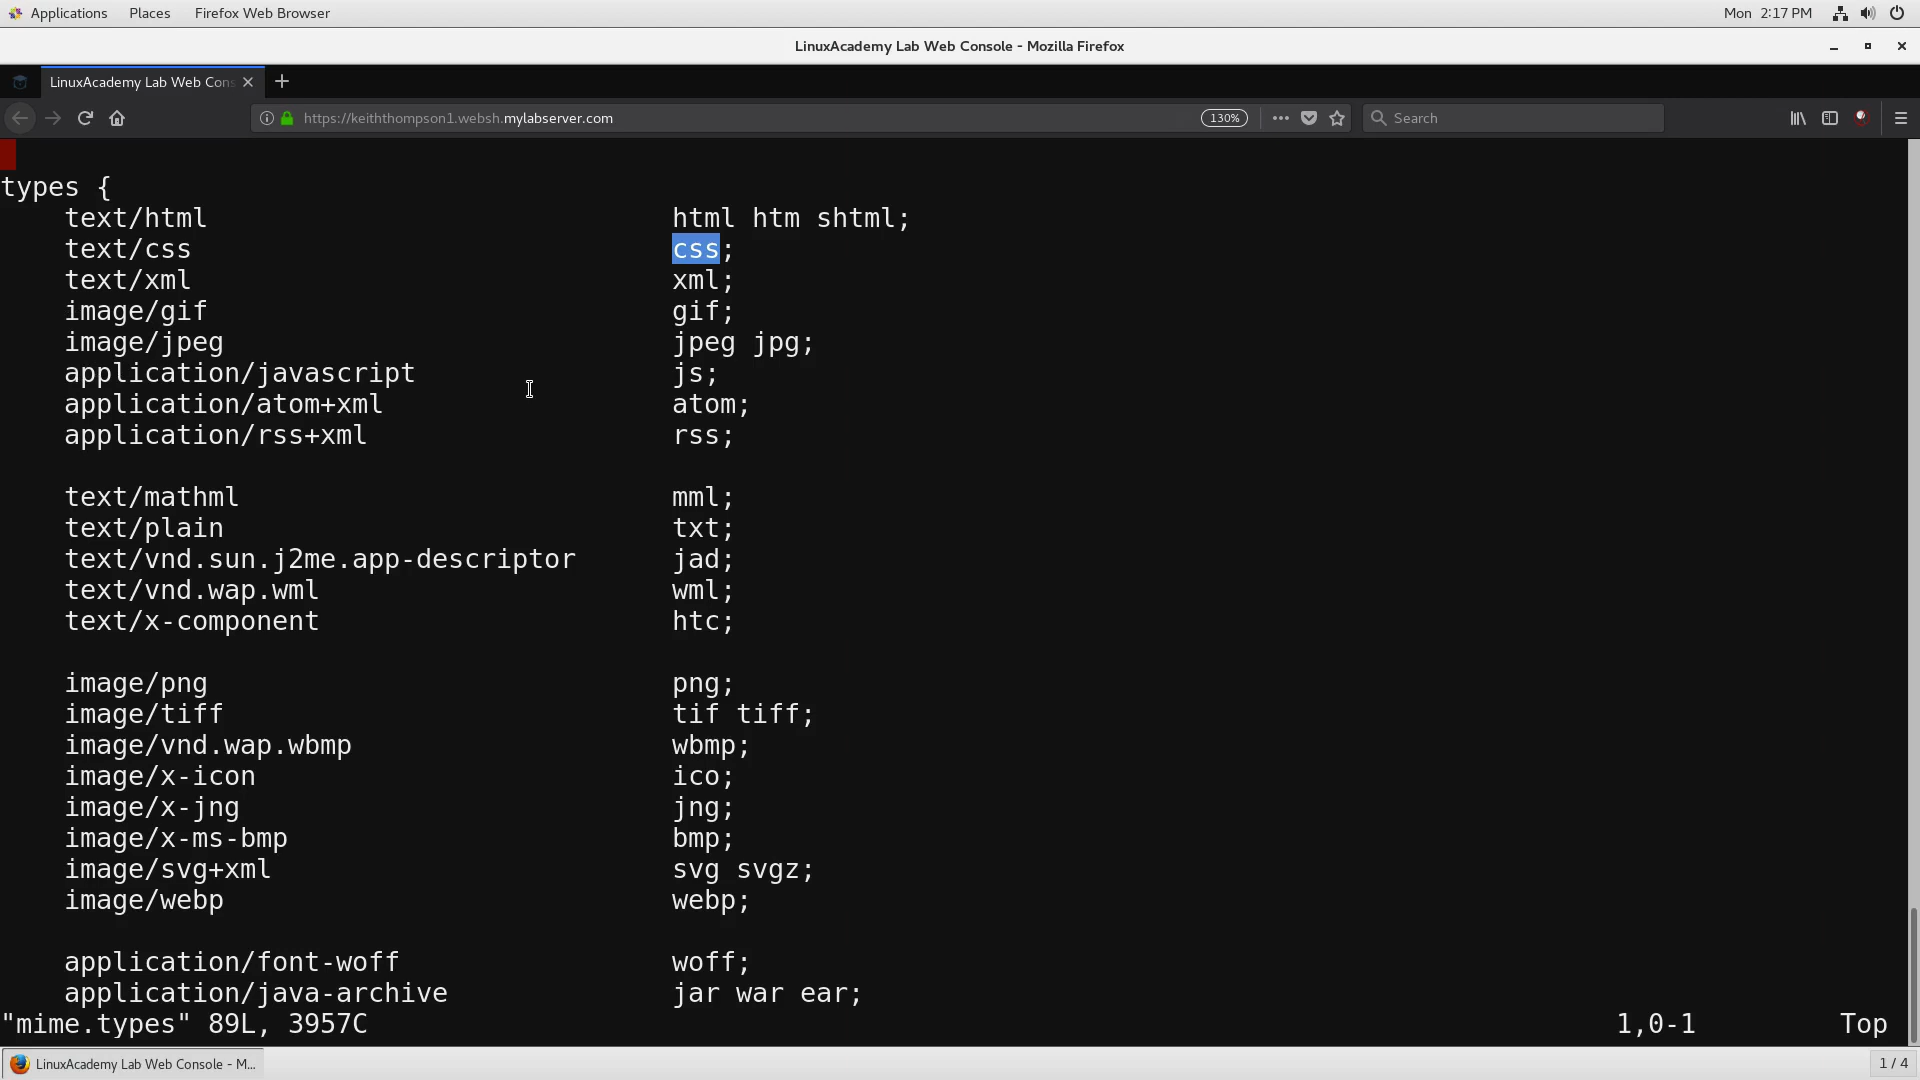 Applications Places Firefox Web Browser Mon 2:17 PM
LinuxAcademy Lab Web Console - Mozilla Firefox
LinuxAcademy Lab Web Cons
https://keiththompson1.websh.mylabserver.com 130% Search
types {
text/html html htm shtml;
text/css css;
text/xml xml;
image/gif gif;
image/jpeg jpeg jpg;
application/javascript js;
application/atom+xml atom;
application/rss+xml rss;
text/mathml mml;
text/plain txt;
text/vnd.sun.j2me.app-descriptor jad;
text/vnd.wap.wml wml;
text/x-component htc;
image/png png;
image/tiff tif tiff;
image/vnd.wap.wbmp wbmp;
image/x-icon ico;
image/x-jng jng;
image/x-ms-bmp bmp;
image/svg+xml svg svgz;
image/webp webp;
application/font-woff woff;
application/java-archive jar war ear;
"mime.types" 89L, 3957C 1,0-1 Top
LinuxAcademy Lab Web Console - M... 1 / 4